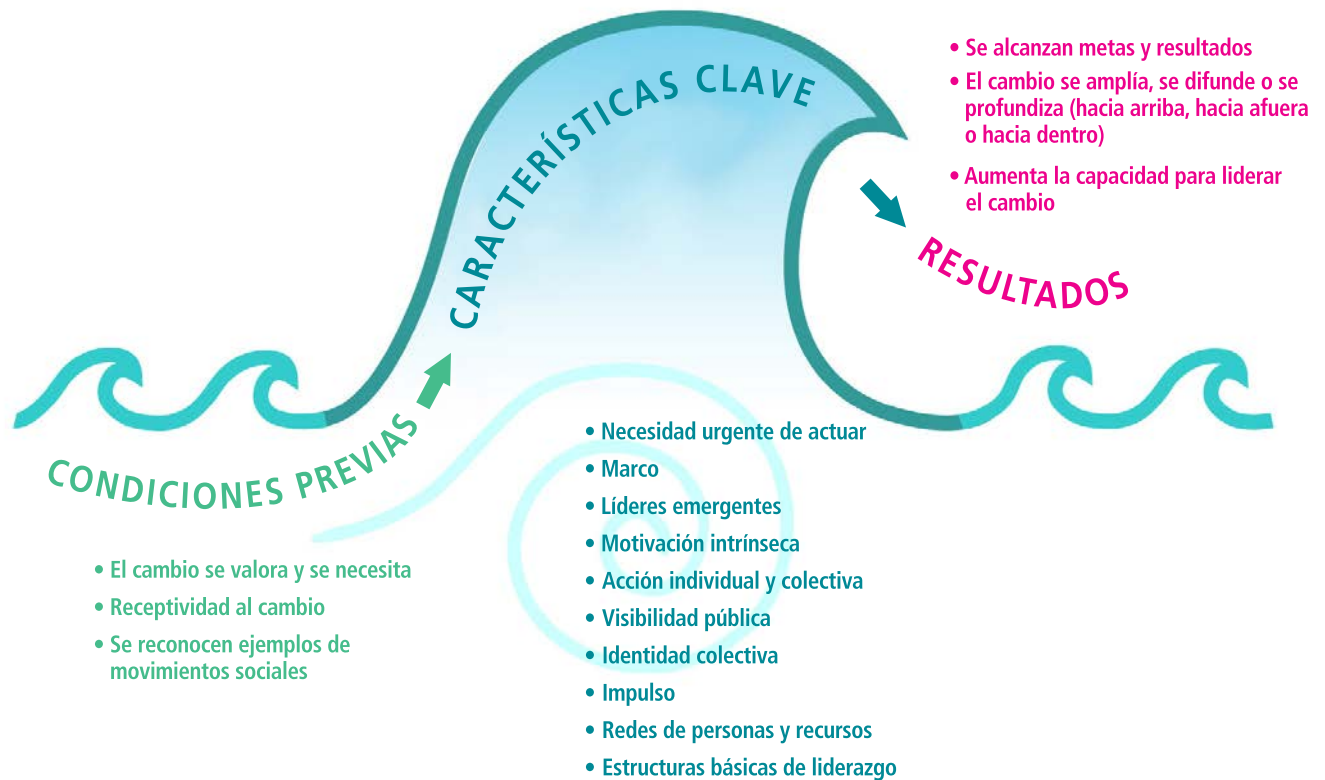 CONDICIONES PREVIAS
• El cambio se valora y se necesita
• Receptividad al cambio
• Se reconocen ejemplos de
movimientos sociales
CARACTERÍSTICAS CLAVE
• Necesidad urgente de actuar
• Marco
• Líderes emergentes
• Motivación intrínseca
• Acción individual y colectiva
• Visibilidad pública
• Identidad colectiva
• Impulso
• Redes de personas y recursos
• Estructuras básicas de liderazgo
• Se alcanzan metas y resultados
• El cambio se amplía, se difunde o se
profundiza (hacia arriba, hacia afuera
o hacia dentro)
• Aumenta la capacidad para liderar
el cambio
RESULTADOS